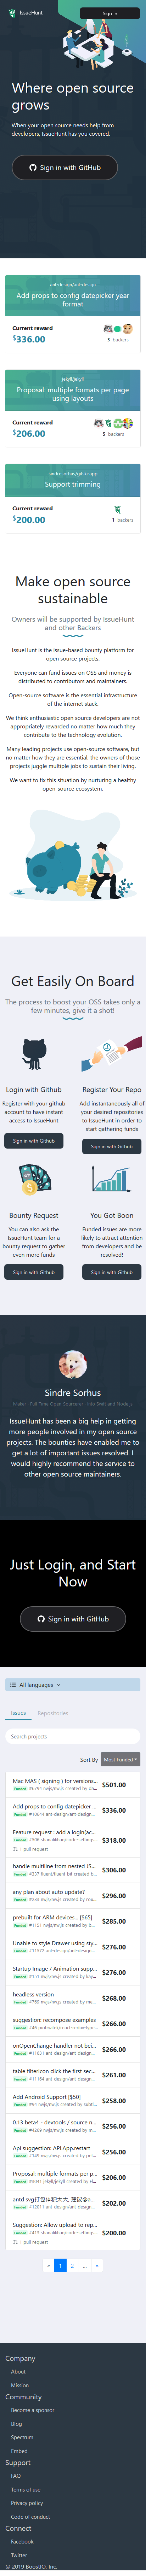 IssueHunt
Sign in
Where open source
grows
When your open source needs help from
developers, IssueHunt has you covered.
Sign in with GitHub
ant-design/ant-design
Add props to config datepicker year
format
Current reward
$336.00
3 backers
jekyll/jekyll
Proposal: multiple formats per page
using layouts
Current reward
$206.00
5 backers
sindresorhus/gifski-app
Support trimming
Current reward
$200.00
1 backers
Make open source
sustainable
Owners will be supported by IssueHunt
and other Backers
IssueHunt is the issue-based bounty platform for
open source projects.
Everyone can fund issues on OSS and money is
distributed to contributors and maintainers.
Open-source software is the essential infrastructure
of the internet stack.
We think enthusiastic open source developers are not
appropriately rewarded no matter how much they
contribute to the technology evolution.
Many leading projects use open-source software, but
no matter how they are essential, the owners of those
projects juggle multiple jobs to sustain their living.
We want to fix this situation by nurturing a healthy
open-source ecosystem.
Get Easily On Board
The process to boost your OSS takes only a
few minutes, give it a shot!
Login with Github
Register with your github
account to have instant
access to IssueHunt
Sign in with Github
Register Your Repo
Add instantaneously all of
your desired repositories
to IssueHunt in order to
start gathering funds
Sign in with Github
Bounty Request
You can also ask the
IssueHunt team for a
bounty request to gather
even more funds
Sign in with Github
You Got Boon
Funded issues are more
likely to attract attention
from developers and be
resolved!
Sign in with Github
Sindre Sorhus
Maker · Full-Time Open-Sourcerer · Into Swift and Node.js
IssueHunt has been a big help in getting
more people involved in my open source
projects. The bounties have enabled me to
get a lot of important issues resolved. I
would highly recommend the service to
other open source maintainers.
Just Login, and Start
Now
Sign in with GitHub
All languages
Issues
Repositories
Search projects
Sort By
Most Funded
Mac MAS ( signing ) for versions...
$501.00
Add props to config datepicker ...
$336.00
Feature request : add a login(ac...
$318.00
1 pull request
handle multiline from nested JS...
$306.00
any plan about auto update?
$296.00
prebuilt for ARM devices... [$65]
$285.00
Unable to style Drawer using sty...
$276.00
Startup Image / Animation supp...
$276.00
headless version
$268.00
suggestion: recompose examples
$266.00
onOpenChange handler not bei...
$266.00
table filterIcon click the first sec...
$261.00
Add Android Support [$50]
$258.00
0.13 beta4 - devtools / source n...
$256.00
Api suggestion: API.App.restart
$256.00
Proposal: multiple formats per p...
$206.00
$202.00
Suggestion: Allow upload to rep...
$200.00
1 pull request
« 1 2 ... »
Company
About
Mission
Community
Become a sponsor
Blog
Spectrum
Embed
Support
FAQ
Terms of use
Privacy policy
Code of conduct
Connect
Facebook
Twitter
© 2019 BoostIO, Inc.